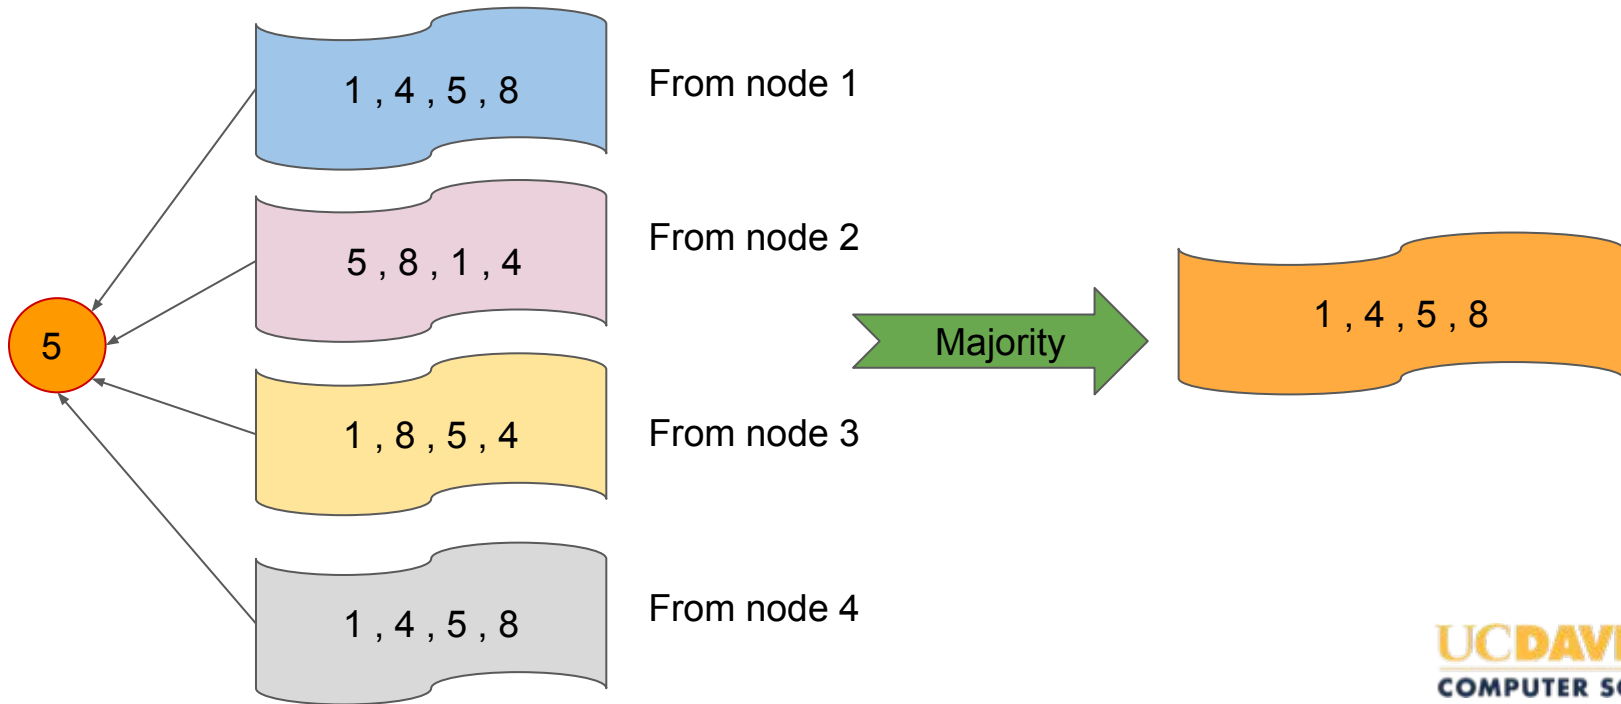 1 , 4 , 5 , 8
From node 1
5 , 8 , 1 , 4
From node 2
5
1 , 8 , 5 , 4
From node 3
1 , 4 , 5 , 8
From node 4
Majority
1 , 4 , 5 , 8
UCDAVI
COMPUTER SC